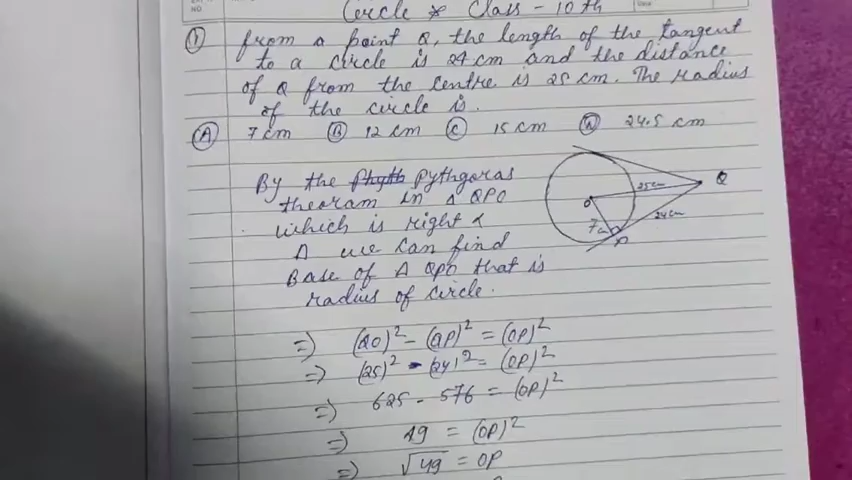 NO
Date
Circle * Class - 10th
① from a point Q, the length of the tangent
to a circle is 24 cm and the distance
of Q from the centre is 25 cm. The radius
of the circle is.
Ⓐ 7 cm Ⓑ 12 cm Ⓒ 15 cm Ⓓ 24.5 cm
By the pythgoras
theoram in Δ QPO
which is right ∠
Δ we can find
Base of Δ QPO that is
radius of circle.
Q
25cm
O
24cm
7cm
P
=) (QO)² - (QP)² = (OP)²
=) (25)² - (24)² = (OP)²
=) 625 - 576 = (OP)²
=) 49 = (OP)²
=) √49 = OP